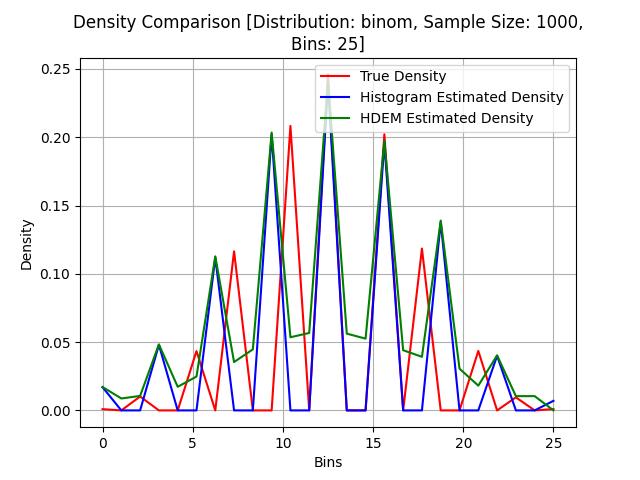 Density Comparison [Distribution: binom, Sample Size: 1000,
Bins: 25]
True Density
Histogram Estimated Density
HDEM Estimated Density
Density
0.25
0.20
0.15
0.10
0.05
0.00
0 5 10 15 20 25
Bins